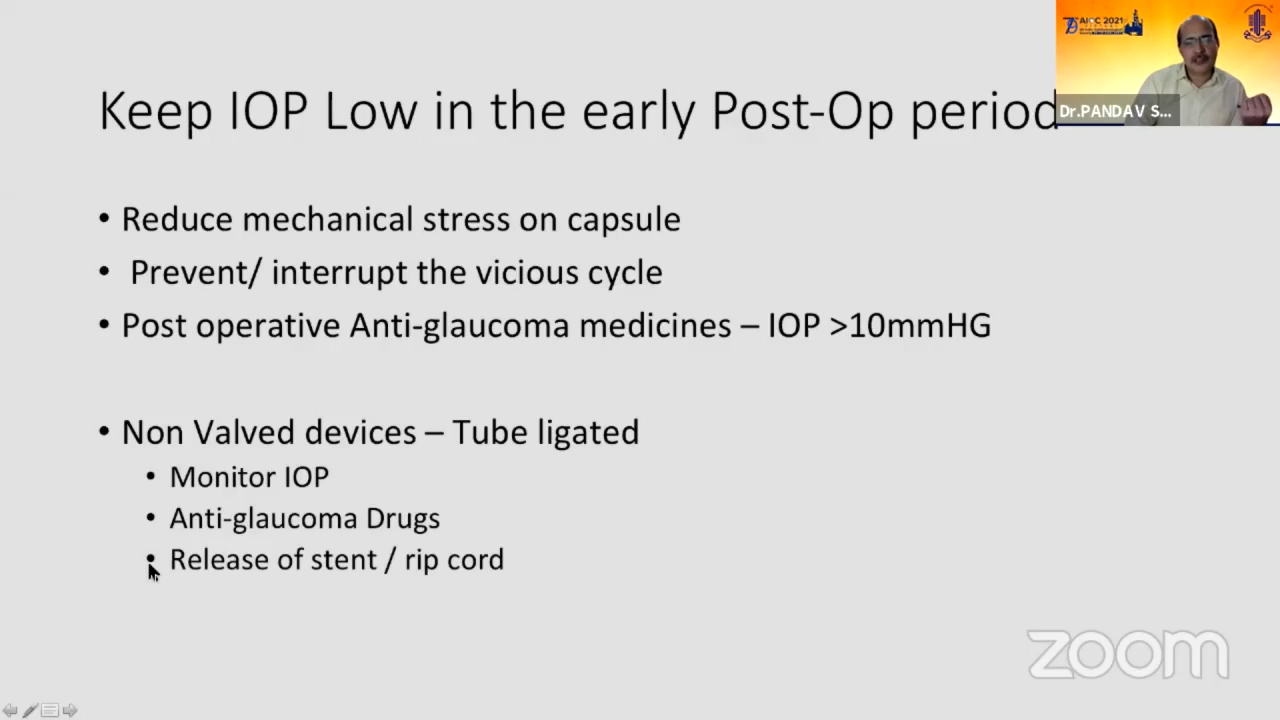 Keep IOP Low in the early Post-Op period
AIOC 2021
Dr.PANDAV S...
• Reduce mechanical stress on capsule
• Prevent/ interrupt the vicious cycle
• Post operative Anti-glaucoma medicines – IOP >10mmHG
• Non Valved devices – Tube ligated
• Monitor IOP
• Anti-glaucoma Drugs
• Release of stent / rip cord
zoom